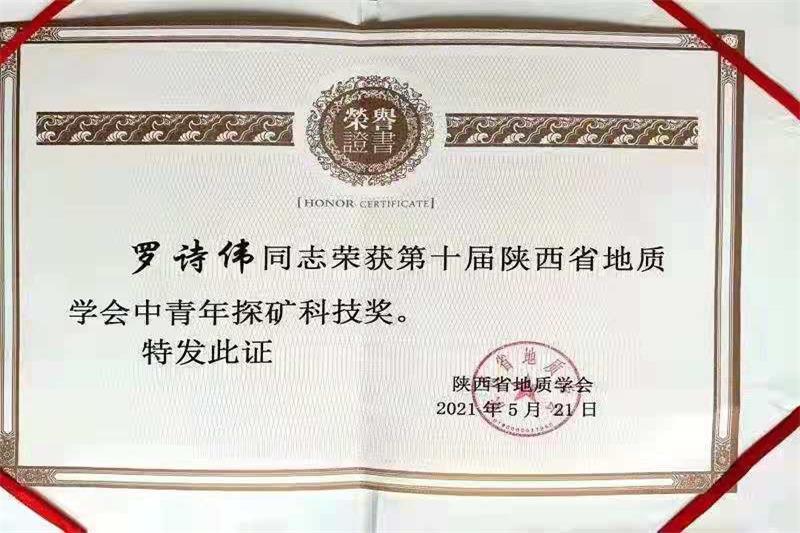 榮譽
證書
[HONOR CERTIFICATE]
罗诗伟同志荣获第十届陕西省地质
学会中青年探矿科技奖。
特发此证
陕西省地质学会
2021年5月21日